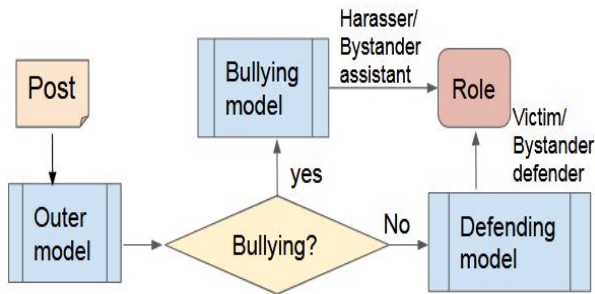 Post
Outer
model
Bullying?
yes
No
Bullying
model
Harasser/
Bystander
assistant
Role
Victim/
Bystander
defender
Defending
model